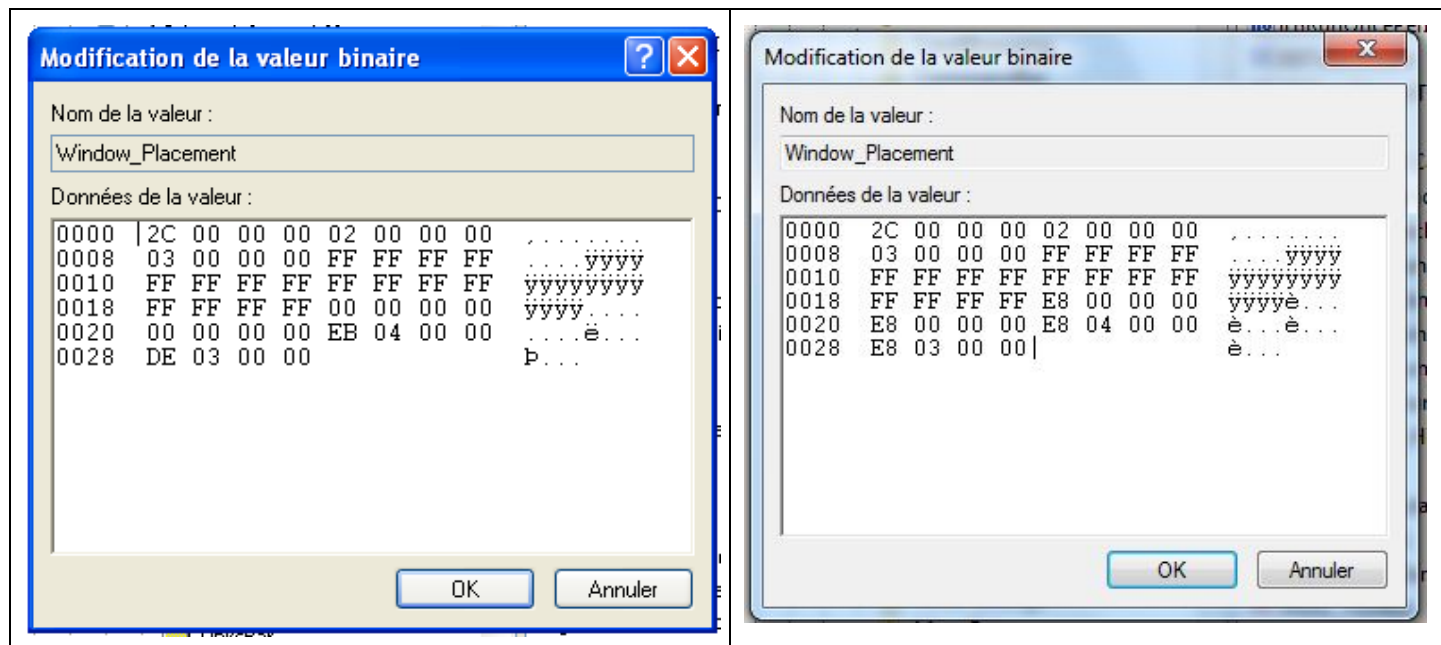 Modification de la valeur binaire
Nom de la valeur :
Window_Placement
Données de la valeur :
0000 2C 00 00 00 02 00 00 00 ,.......
0008 03 00 00 00 FF FF FF FF ....ÿÿÿÿ
0010 FF FF FF FF FF FF FF FF ÿÿÿÿÿÿÿÿ
0018 FF FF FF FF 00 00 00 00 ÿÿÿÿ....
0020 00 00 00 00 EB 04 00 00 ....ë...
0028 DE 03 00 00 Þ...
OK Annuler
Modification de la valeur binaire
Nom de la valeur :
Window_Placement
Données de la valeur :
0000 2C 00 00 00 02 00 00 00 ,.......
0008 03 00 00 00 FF FF FF FF ....ÿÿÿÿ
0010 FF FF FF FF FF FF FF FF ÿÿÿÿÿÿÿÿ
0018 FF FF FF FF E8 00 00 00 ÿÿÿÿè...
0020 E8 00 00 00 E8 04 00 00 è...è...
0028 E8 03 00 00 è...
OK Annuler